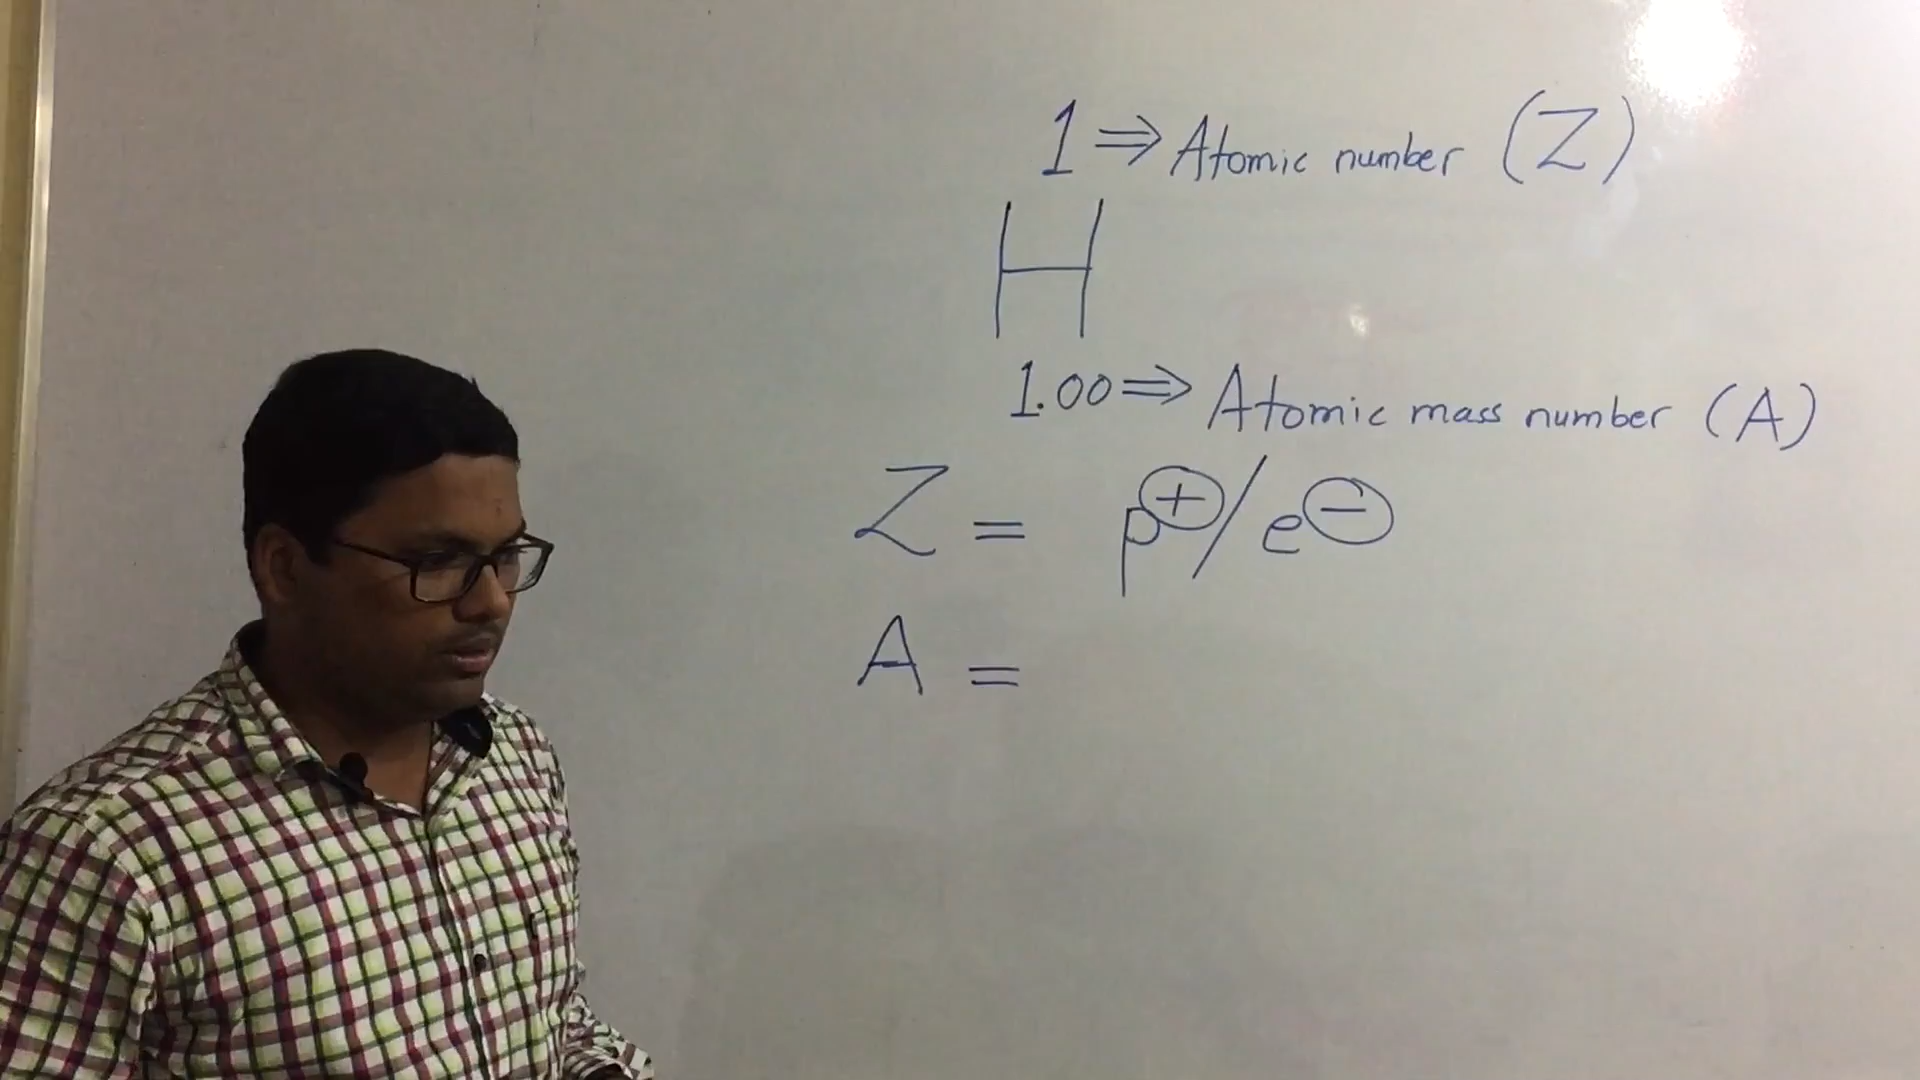 1 ⇒ Atomic number (Z)
H
1.00 ⇒ Atomic mass number (A)
Z = p⊕/e⊖
A =